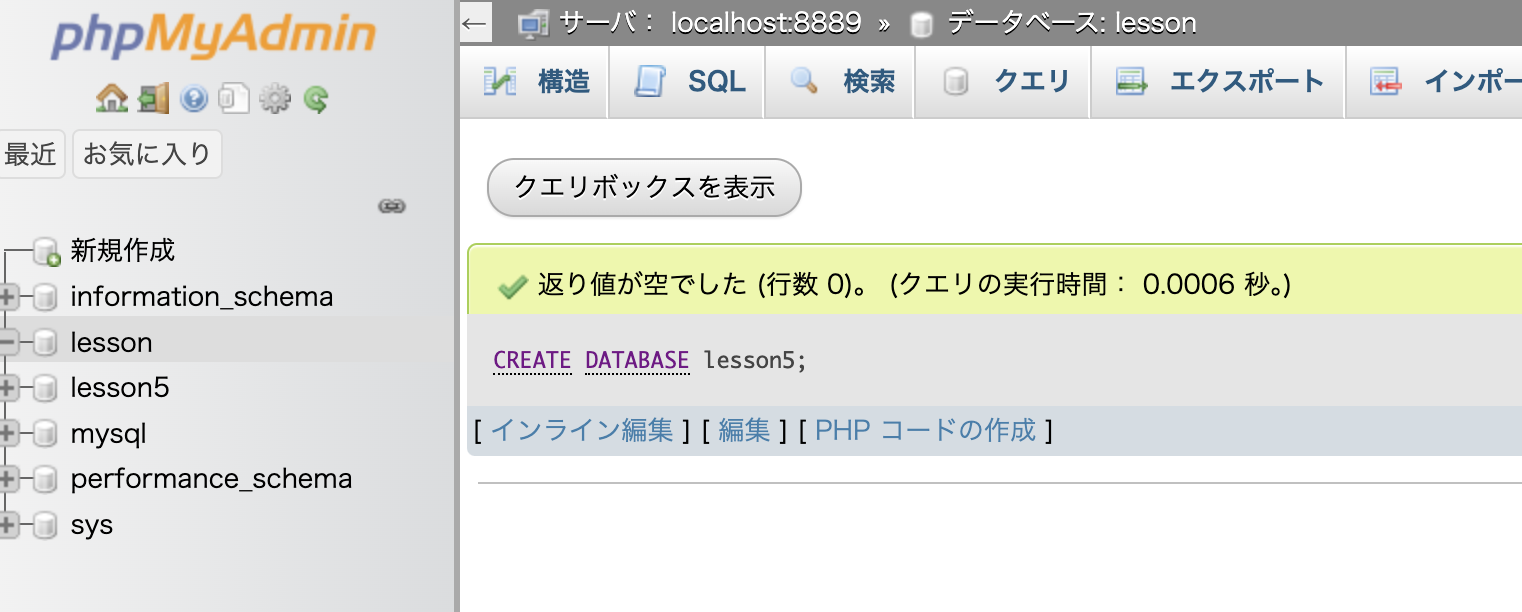 phpMyAdmin
最近 お気に入り
新規作成
information_schema
lesson
lesson5
mysql
performance_schema
sys
← サーバ： localhost:8889 » データベース: lesson
構造 SQL 検索 クエリ エクスポート インポー
クエリボックスを表示
返り値が空でした (行数 0)。 (クエリの実行時間： 0.0006 秒。)
CREATE DATABASE lesson5;
[ インライン編集 ] [ 編集 ] [ PHP コードの作成 ]